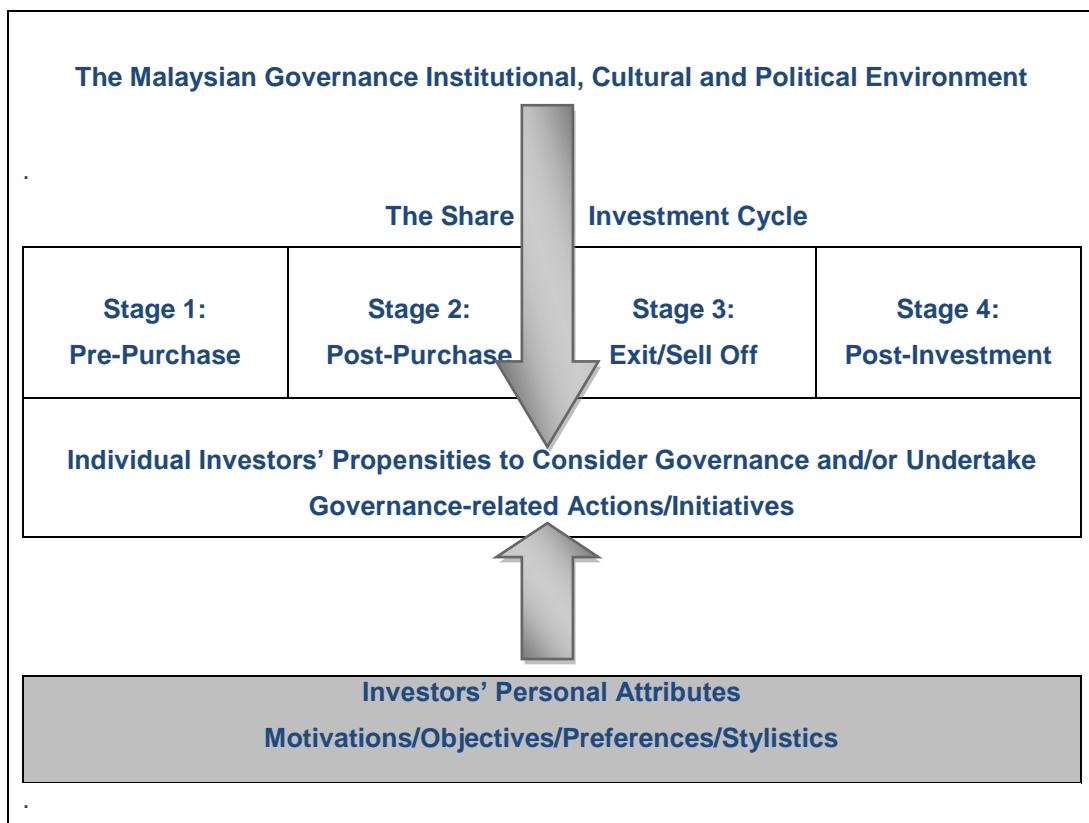 The Malaysian Governance Institutional, Cultural and Political Environment
.
The Share Investment Cycle
Stage 1:
Pre-Purchase
Stage 2:
Post-Purchase
Stage 3:
Exit/Sell Off
Stage 4:
Post-Investment
Individual Investors’ Propensities to Consider Governance and/or Undertake
Governance-related Actions/Initiatives
Investors’ Personal Attributes
Motivations/Objectives/Preferences/Stylistics
.